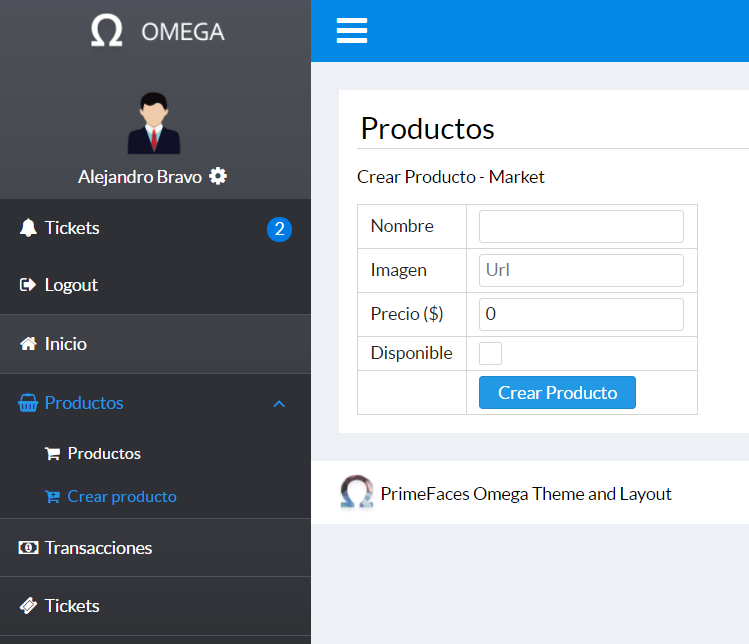 Ω OMEGA
Alejandro Bravo
Tickets 2
Logout
Inicio
Productos
Productos
Crear producto
Transacciones
Tickets
Productos
Crear Producto - Market
Nombre
Imagen Url
Precio ($) 0
Disponible
Crear Producto
PrimeFaces Omega Theme and Layout